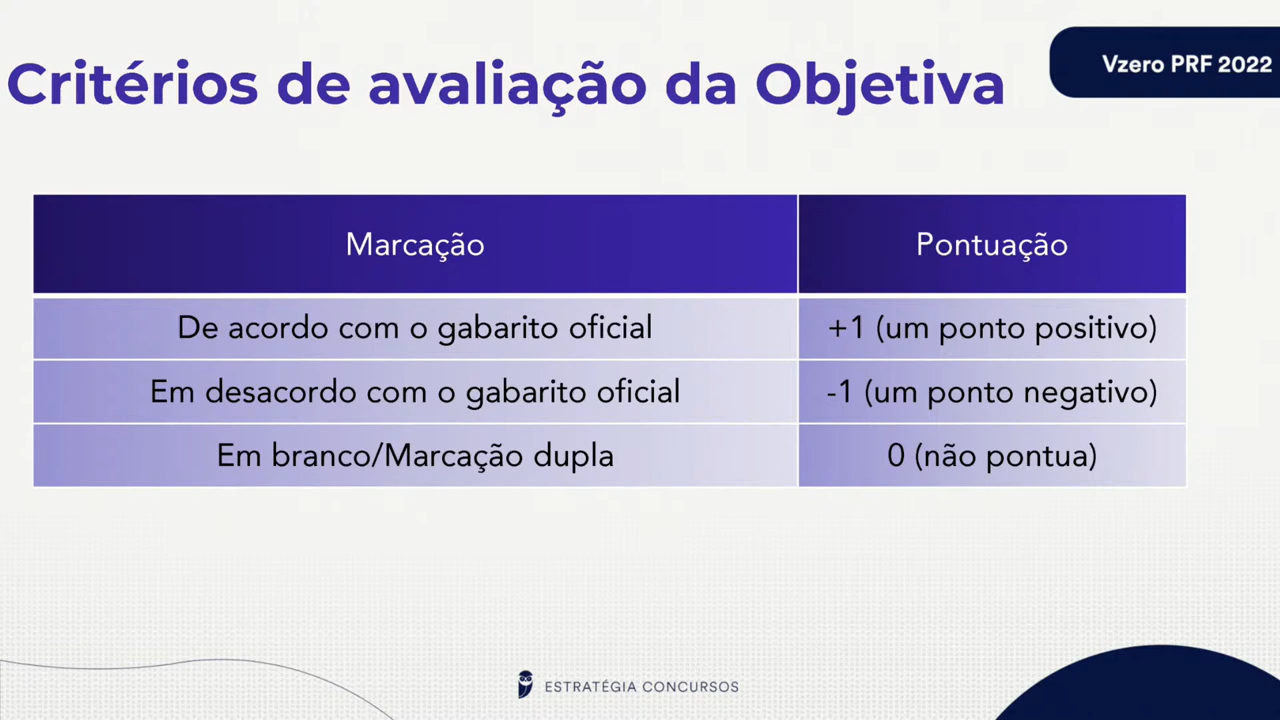 Critérios de avaliação da Objetiva
Vzero PRF 2022
Marcação
Pontuação
De acordo com o gabarito oficial
+1 (um ponto positivo)
Em desacordo com o gabarito oficial
-1 (um ponto negativo)
Em branco/Marcação dupla
0 (não pontua)
ESTRATÉGIA CONCURSOS